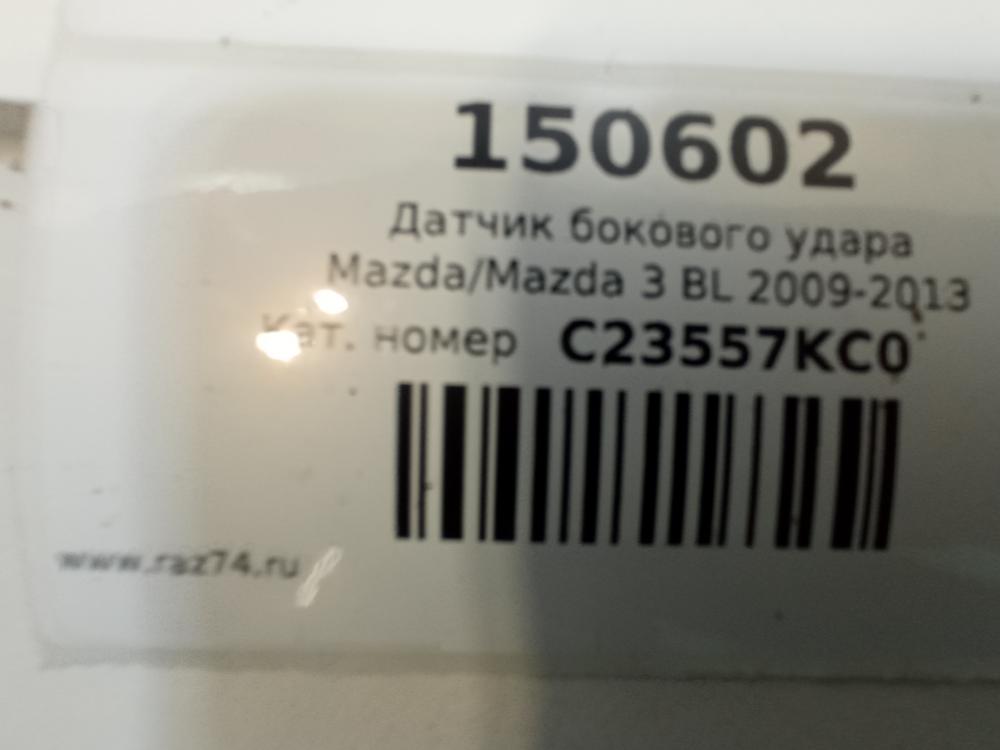 150602
Датчик бокового удара
Mazda/Mazda 3 BL 2009-2013
Кат. номер C23557KC0
www.raz74.ru